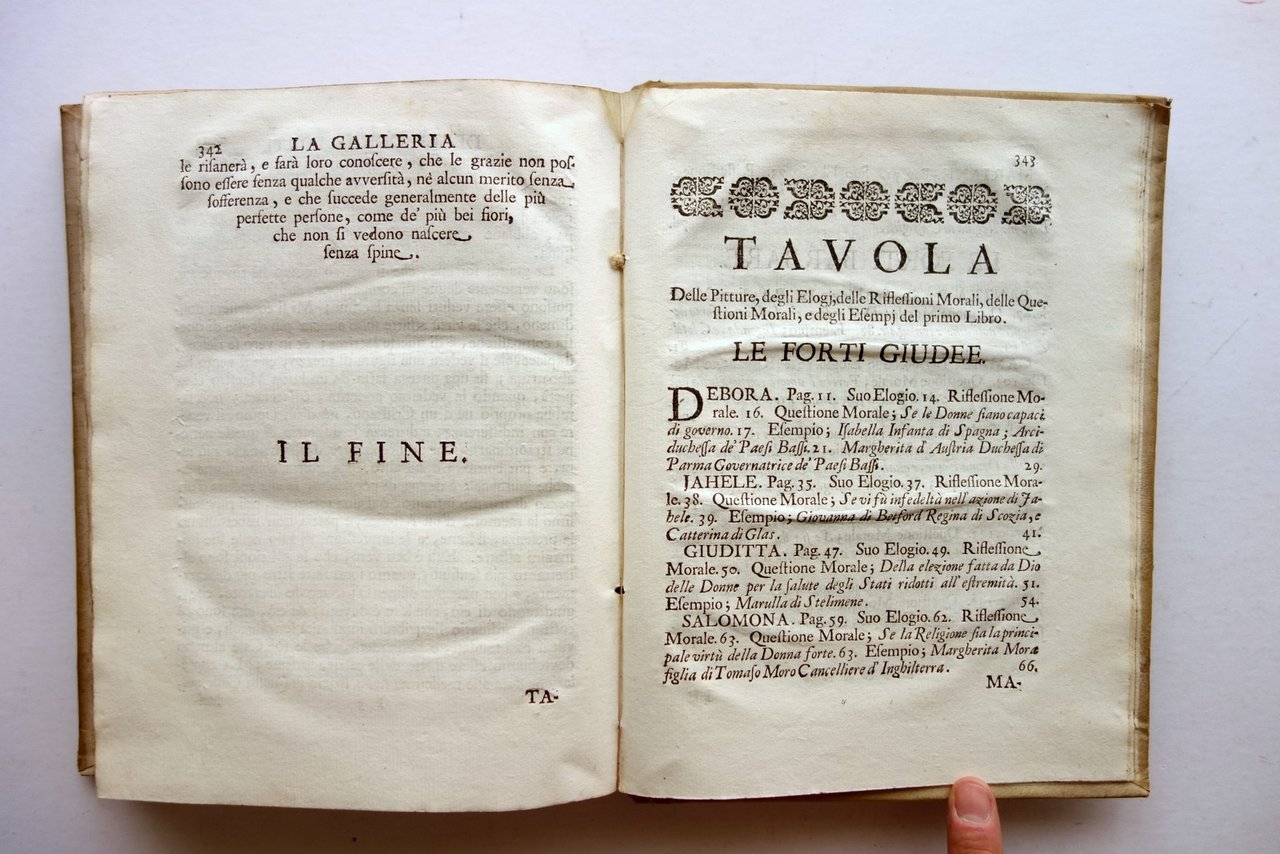 342 LA GALLERIA
le riſanerà, e farà loro conoſcere, che le grazie non poſ-
ſono eſſere ſenza qualche avverſità, nè alcun merito ſenza
ſofferenza, e che ſuccede generalmente delle più
perfette perſone, come de' più bei fiori,
che non ſi vedono naſcere
ſenza ſpine.
IL FINE.
TA-
343
TAVOLA
Delle Pitture, degli Elogj, delle Rifleſſioni Morali, delle Que-
ſtioni Morali, e degli Eſempj del primo Libro.
LE FORTI GIUDEE.
DEBORA. Pag. 11. Suo Elogio. 14. Rifleſſione Mo-
rale. 16. Queſtione Morale; Se le Donne ſiano capaci
di governo. 17. Eſempio; Iſabella Infanta di Spagna; Arci-
ducheſſa de' Paeſi Baſſi. 21. Margherita d'Auſtria Ducheſſa di
Parma Governatrice de' Paeſi Baſſi. 29.
JAHELE. Pag. 35. Suo Elogio. 37. Rifleſſione Mora-
le. 38. Queſtione Morale; Se vi fù infedeltà nell'azione di Ja-
hele. 39. Eſempio; Giovanna di Betford Regina di Scozia, e
Catterina di Glas. 41.
GIUDITTA. Pag. 47. Suo Elogio. 49. Rifleſſione
Morale. 50. Queſtione Morale; Della elezione fatta da Dio
delle Donne per la ſalute degli Stati ridotti all'eſtremità. 51.
Eſempio; Marulla di Stelimene. 54.
SALOMONA. Pag. 59. Suo Elogio. 62. Rifleſſione
Morale. 63. Queſtione Morale; Se la Religione ſia la princi-
pale virtù della Donna forte. 63. Eſempio; Margherita Mora
figlia di Tomaſo Moro Cancelliere d'Inghilterra. 66.
MA-